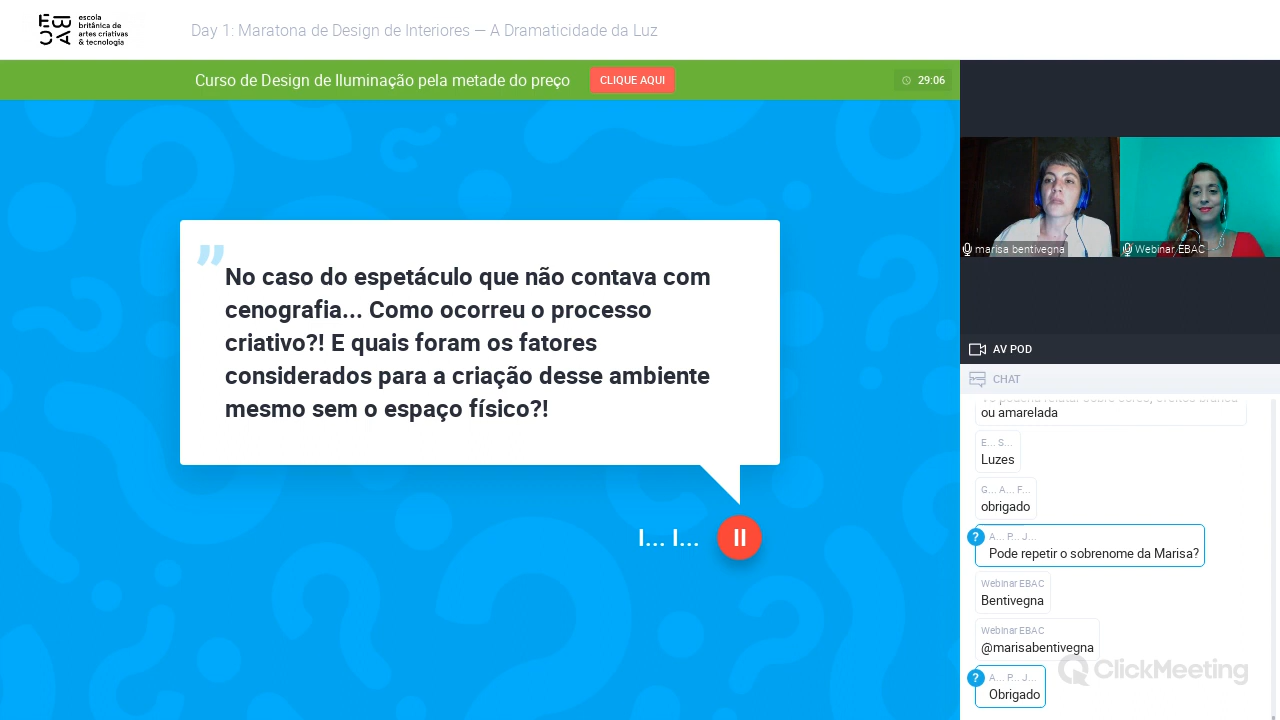 EBAC
escola
britânica de
artes criativas
& tecnologia
Day 1: Maratona de Design de Interiores — A Dramaticidade da Luz
Curso de Design de Iluminação pela metade do preço
CLIQUE AQUI
29:06
No caso do espetáculo que não contava com
cenografia... Como ocorreu o processo
criativo?! E quais foram os fatores
considerados para a criação desse ambiente
mesmo sem o espaço físico?!
I... I...
II
marisa bentivegna
Webinar EBAC
AV POD
CHAT
ou amarelada
E... S...
Luzes
G... A... F...
obrigado
?
A... P... J...
Pode repetir o sobrenome da Marisa?
Webinar EBAC
Bentivegna
Webinar EBAC
@marisabentivegna
?
A... P... J...
Obrigado
ClickMeeting